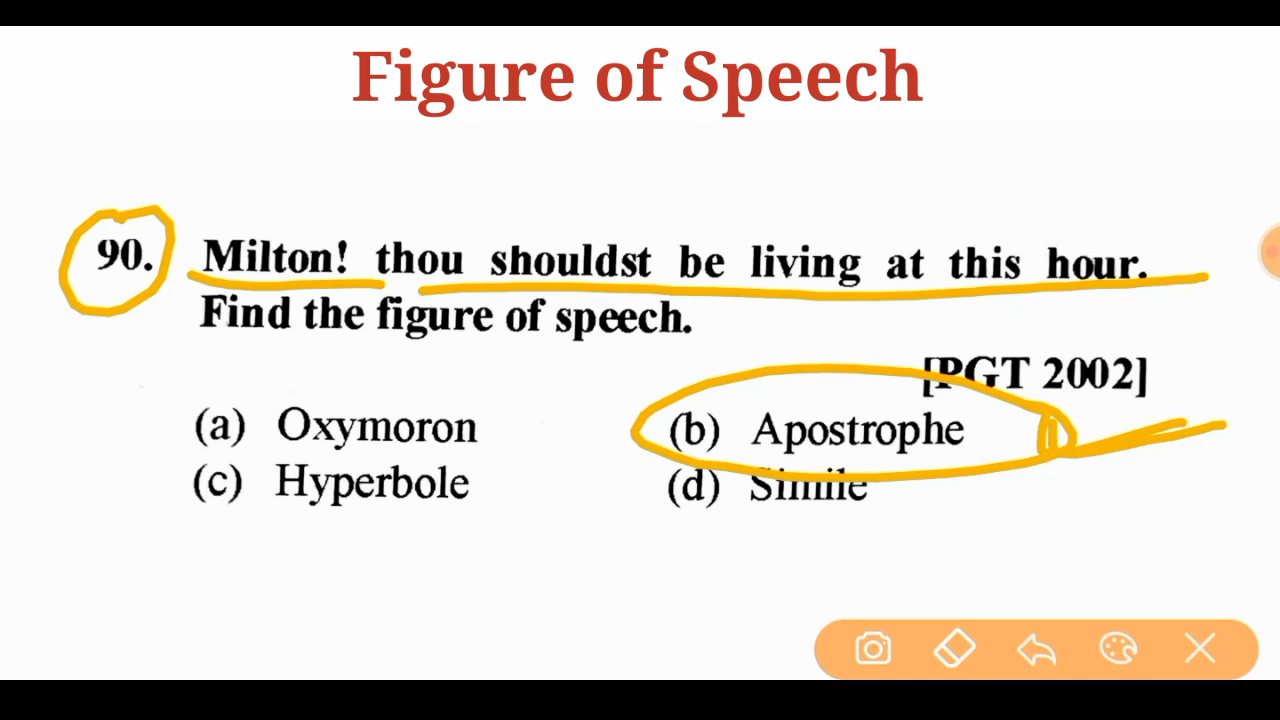 Figure of Speech
90. Milton! thou shouldst be living at this hour.
Find the figure of speech.
[PGT 2002]
(a) Oxymoron (b) Apostrophe
(c) Hyperbole (d) Simile